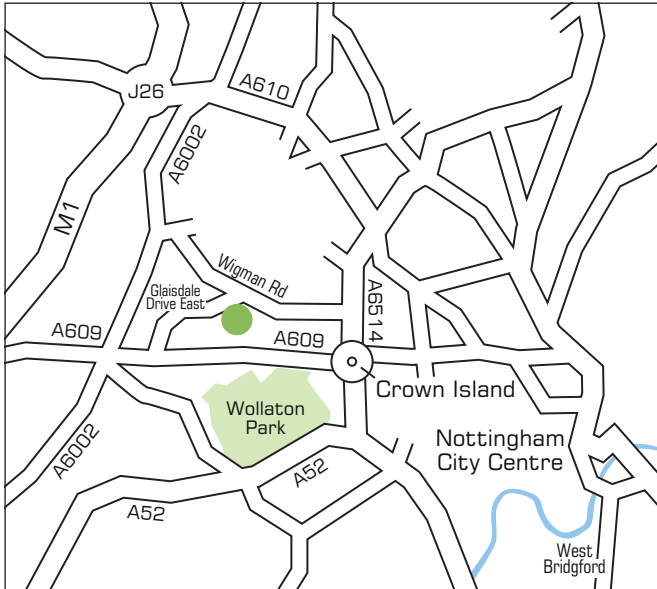 J26
A610
A6002
M1
Wigman Rd
Glaisdale
Drive East
A6514
A609
A609
Crown Island
Wollaton
Park
Nottingham
City Centre
A6002
A52
A52
West
Bridgford